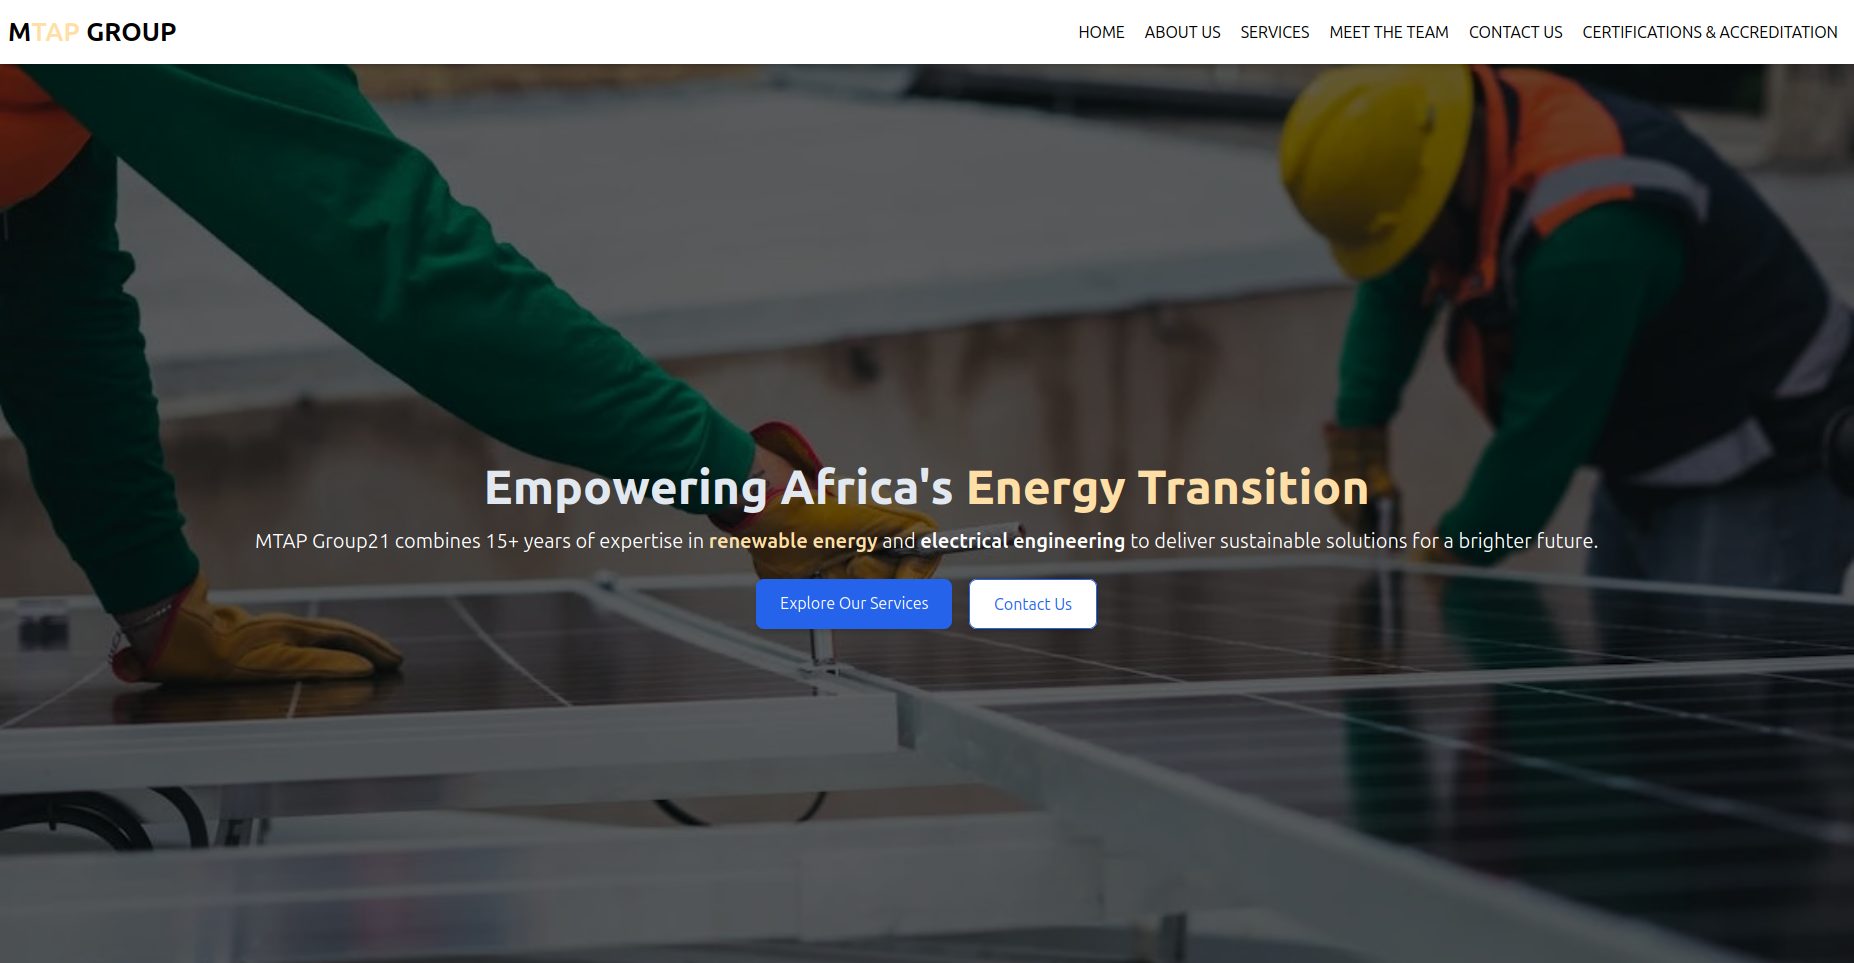 MTAP GROUP
HOME ABOUT US SERVICES MEET THE TEAM CONTACT US CERTIFICATIONS & ACCREDITATION
Empowering Africa's Energy Transition
MTAP Group21 combines 15+ years of expertise in renewable energy and electrical engineering to deliver sustainable solutions for a brighter future.
Explore Our Services Contact Us